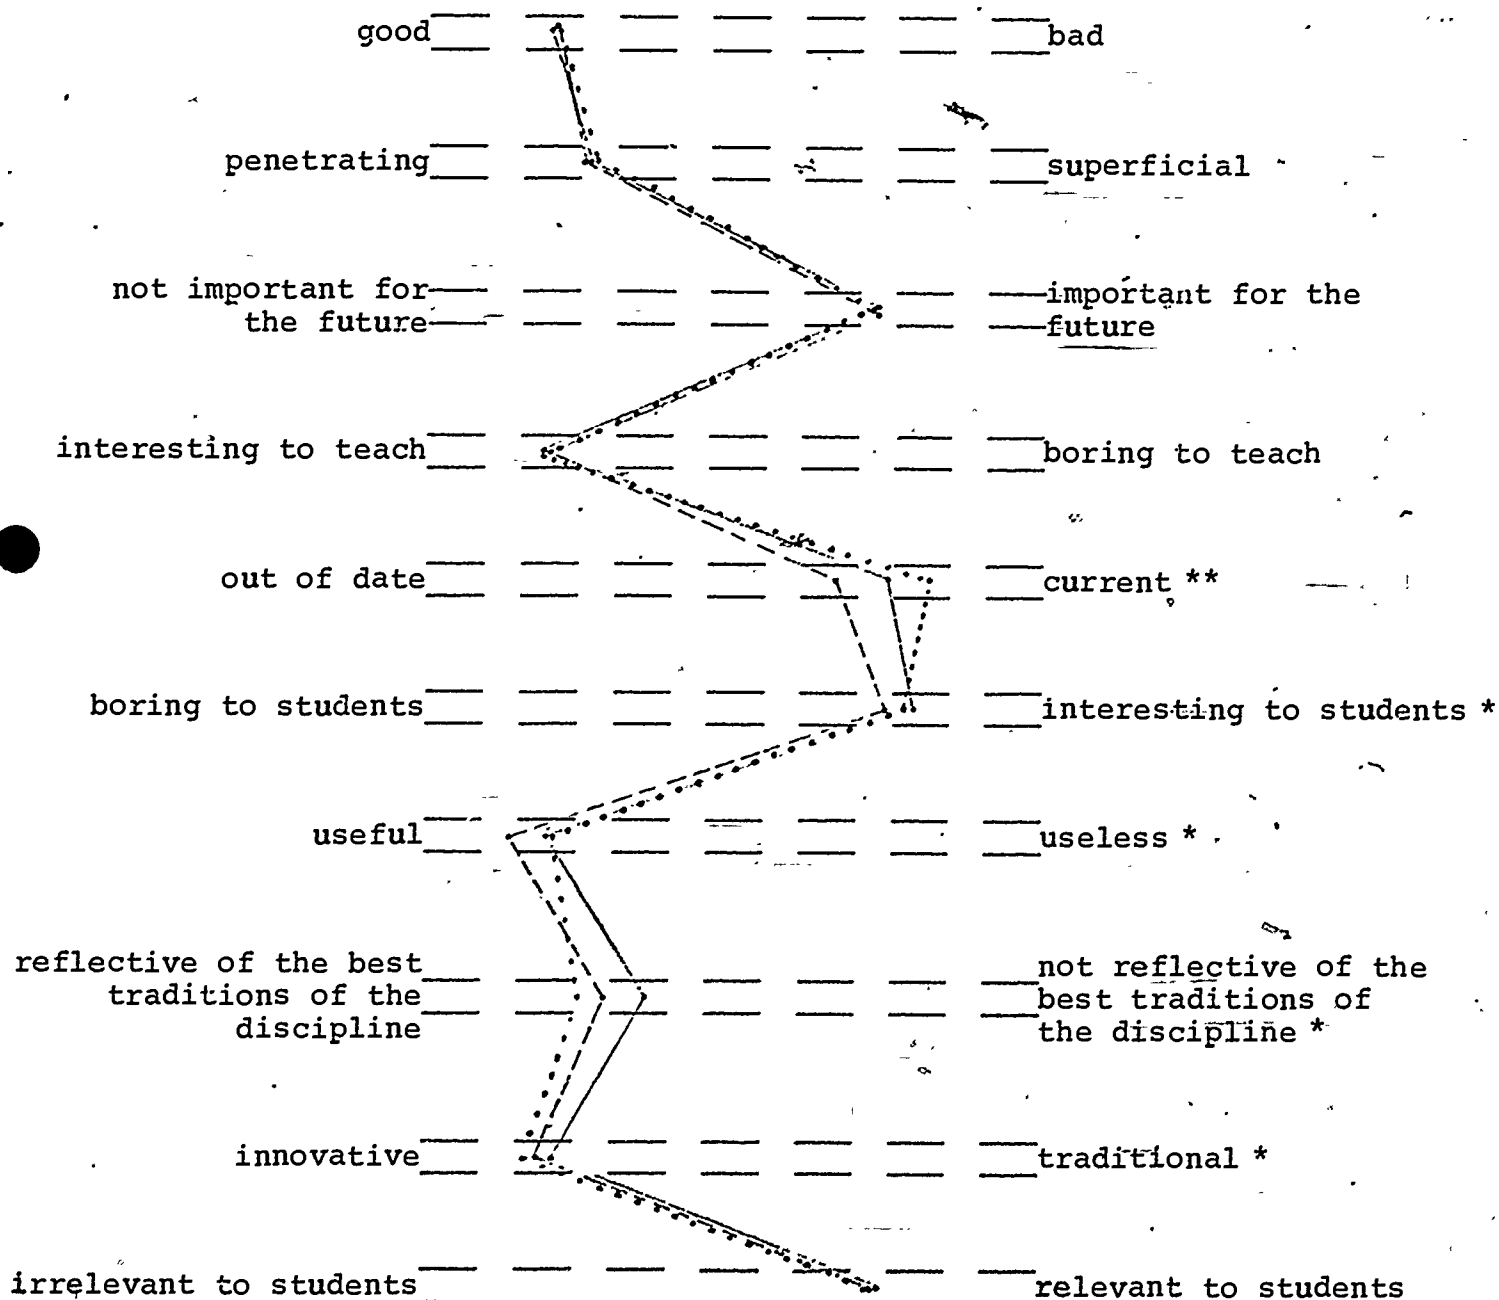 good bad
penetrating superficial
not important for important for the
the future future
interesting to teach boring to teach
out of date current **
boring to students interesting to students *
useful useless *
reflective of the best not reflective of the
traditions of the best traditions of
discipline the discipline *
innovative traditional *
irrelevant to students relevant to students